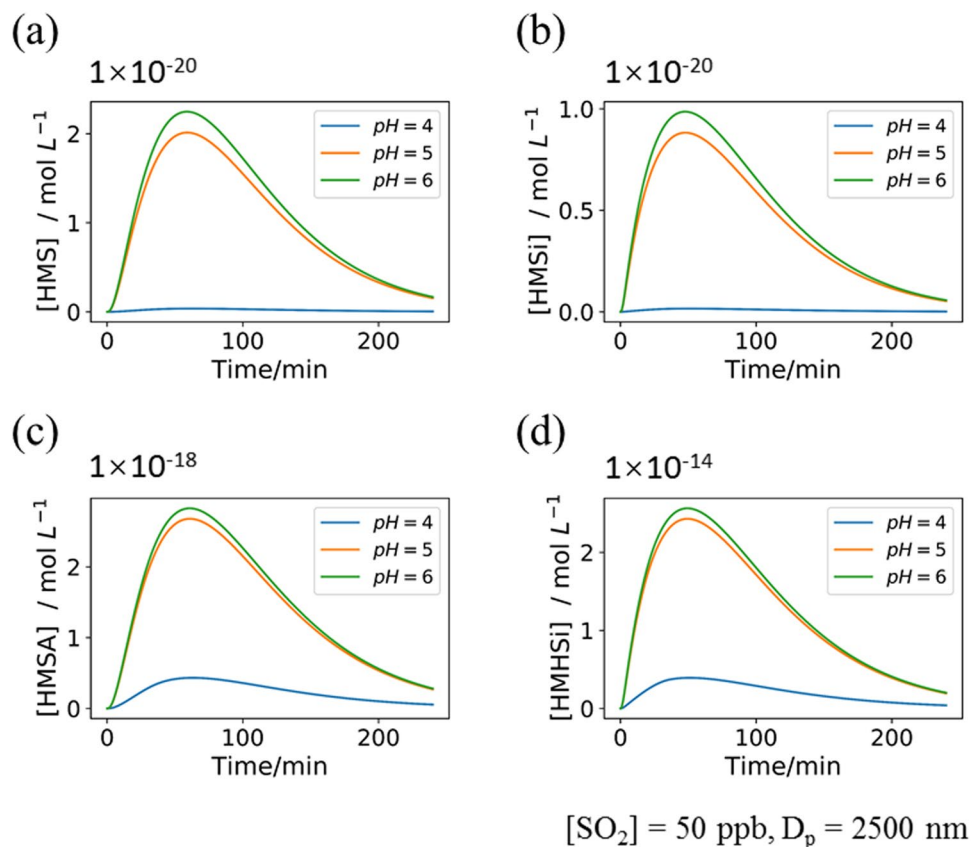 (a)
1×10⁻²⁰
[HMS] / mol L⁻¹
2
1
0
pH = 4
pH = 5
pH = 6
0
100
200
Time/min
(b)
1×10⁻²⁰
[HMSi] / mol L⁻¹
1.0
0.5
0.0
pH = 4
pH = 5
pH = 6
0
100
200
Time/min
(c)
1×10⁻¹⁸
[HMSA] / mol L⁻¹
2
1
0
pH = 4
pH = 5
pH = 6
0
100
200
Time/min
(d)
1×10⁻¹⁴
[HMHSi] / mol L⁻¹
2
1
0
pH = 4
pH = 5
pH = 6
0
100
200
Time/min
[SO₂] = 50 ppb, Dₚ = 2500 nm